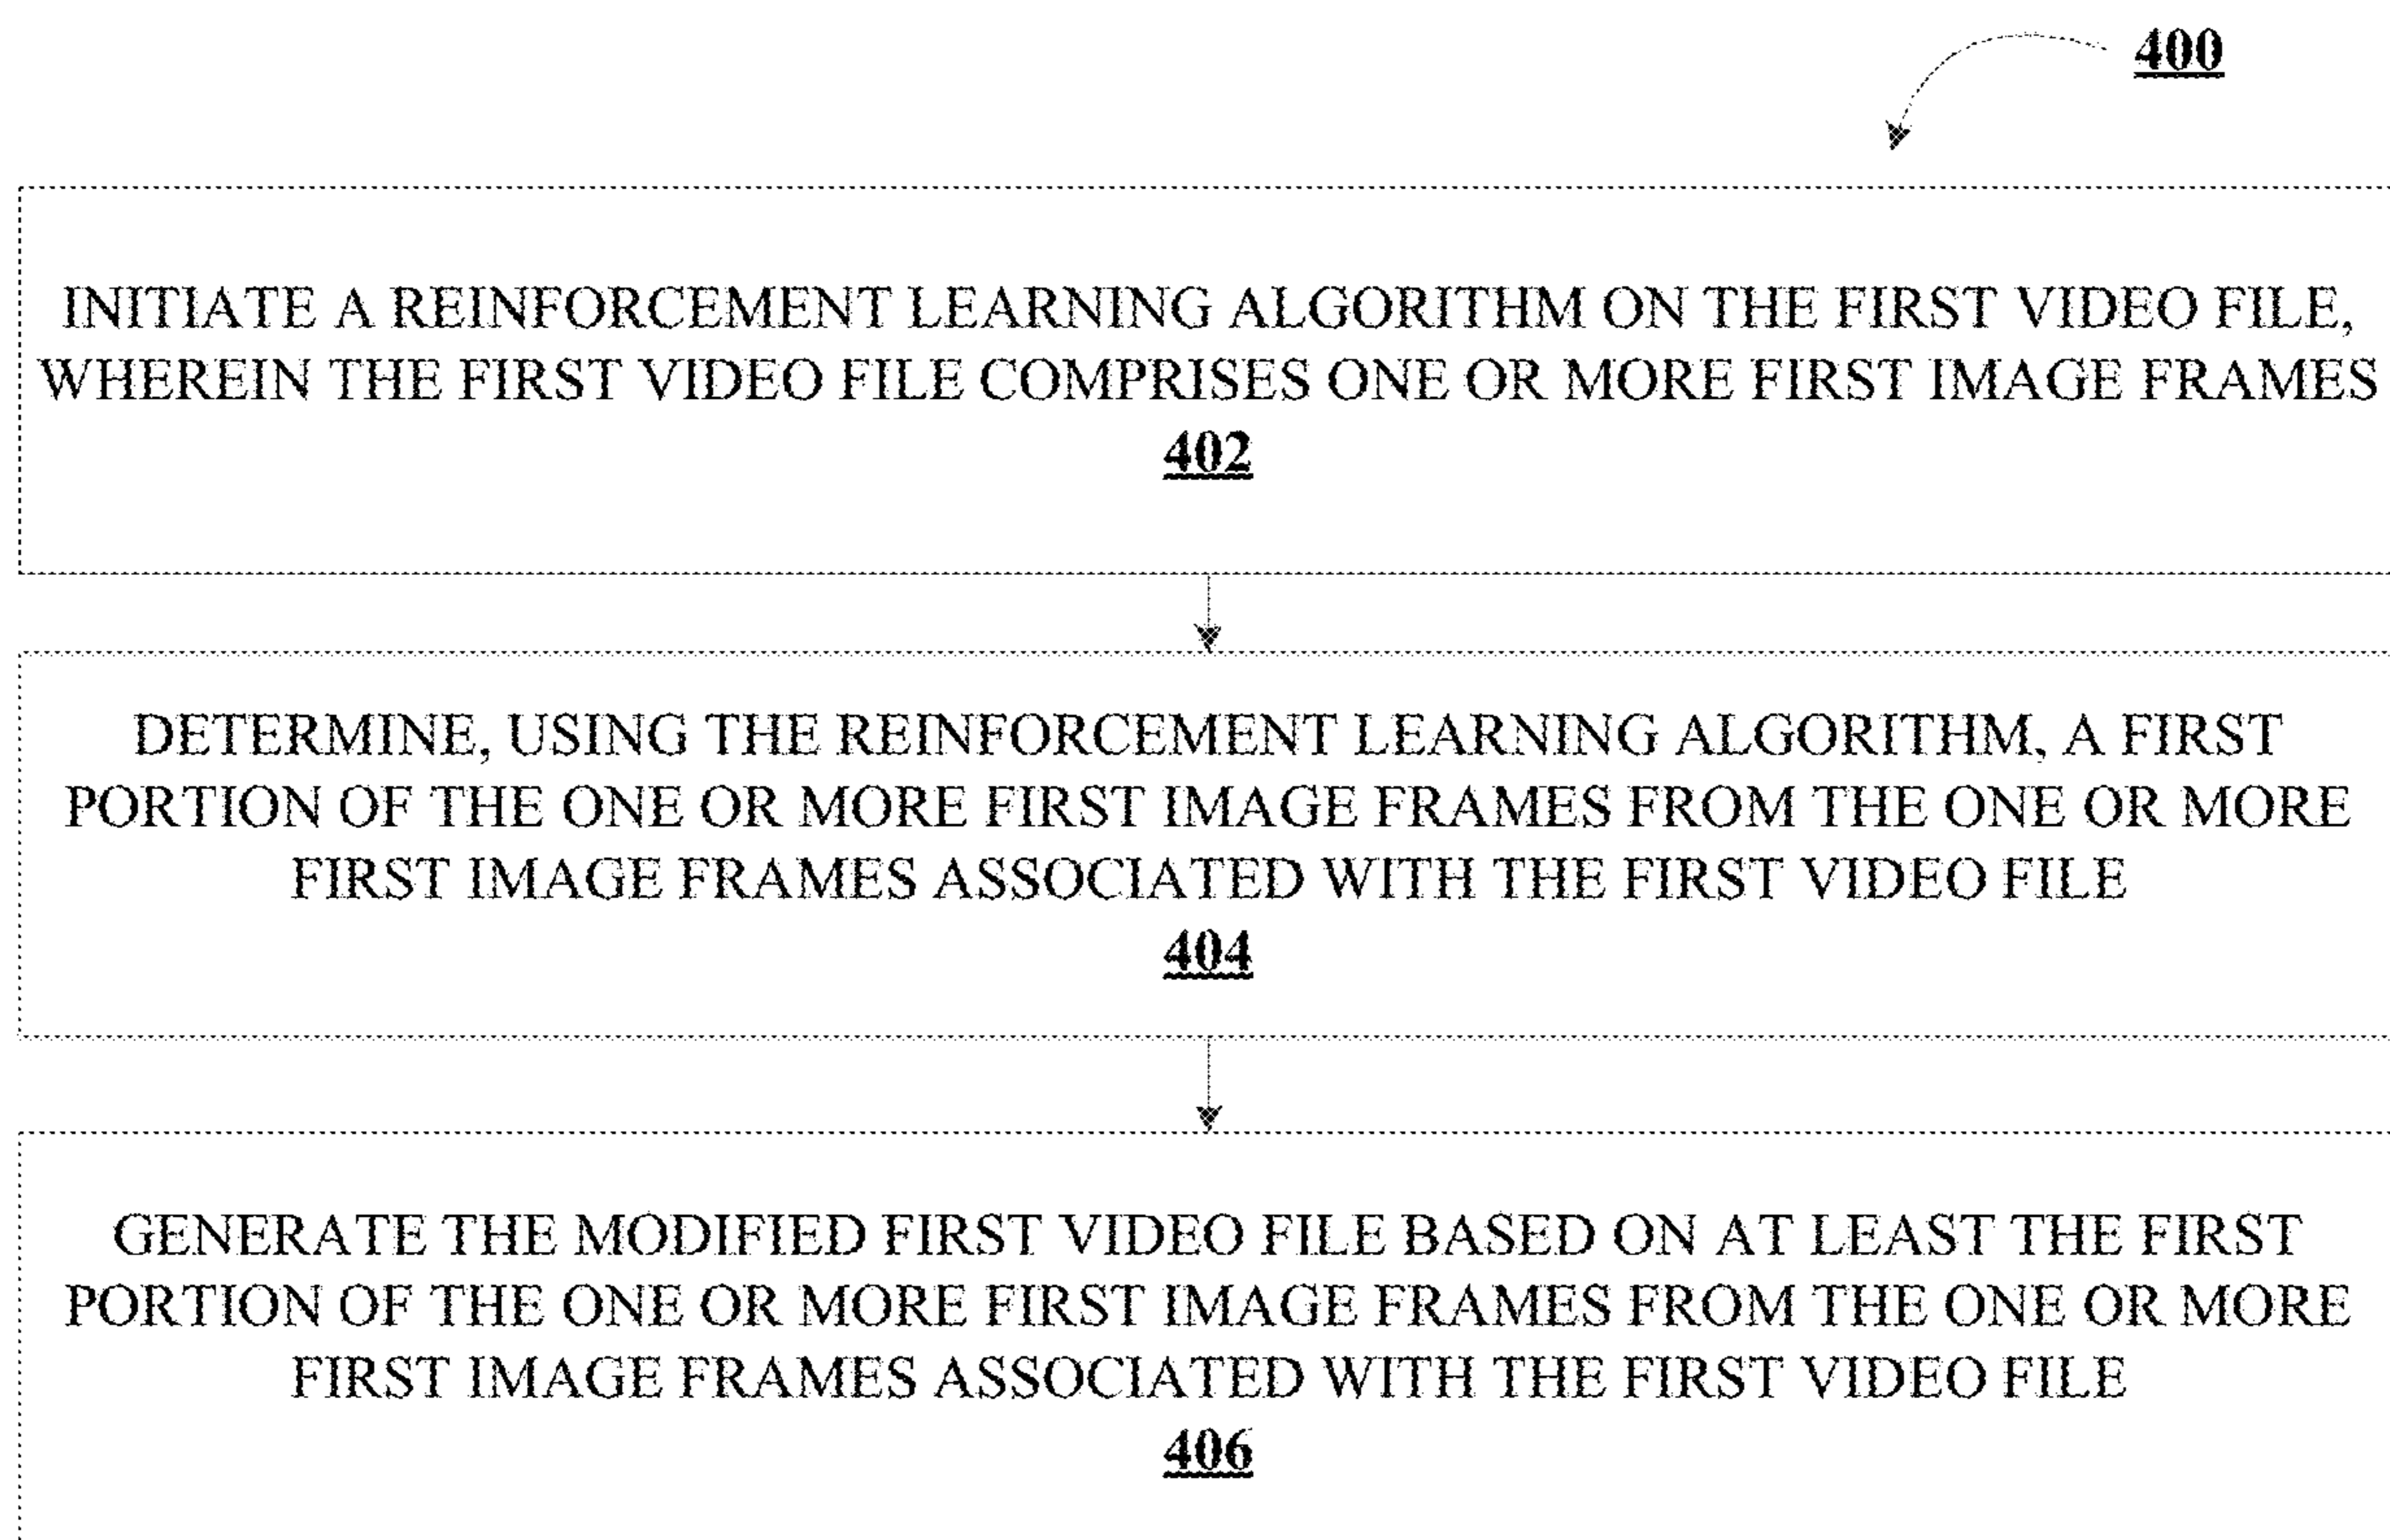 400
INITIATE A REINFORCEMENT LEARNING ALGORITHM ON THE FIRST VIDEO FILE,
WHEREIN THE FIRST VIDEO FILE COMPRISES ONE OR MORE FIRST IMAGE FRAMES
402
DETERMINE, USING THE REINFORCEMENT LEARNING ALGORITHM, A FIRST
PORTION OF THE ONE OR MORE FIRST IMAGE FRAMES FROM THE ONE OR MORE
FIRST IMAGE FRAMES ASSOCIATED WITH THE FIRST VIDEO FILE
404
GENERATE THE MODIFIED FIRST VIDEO FILE BASED ON AT LEAST THE FIRST
PORTION OF THE ONE OR MORE FIRST IMAGE FRAMES FROM THE ONE OR MORE
FIRST IMAGE FRAMES ASSOCIATED WITH THE FIRST VIDEO FILE
406